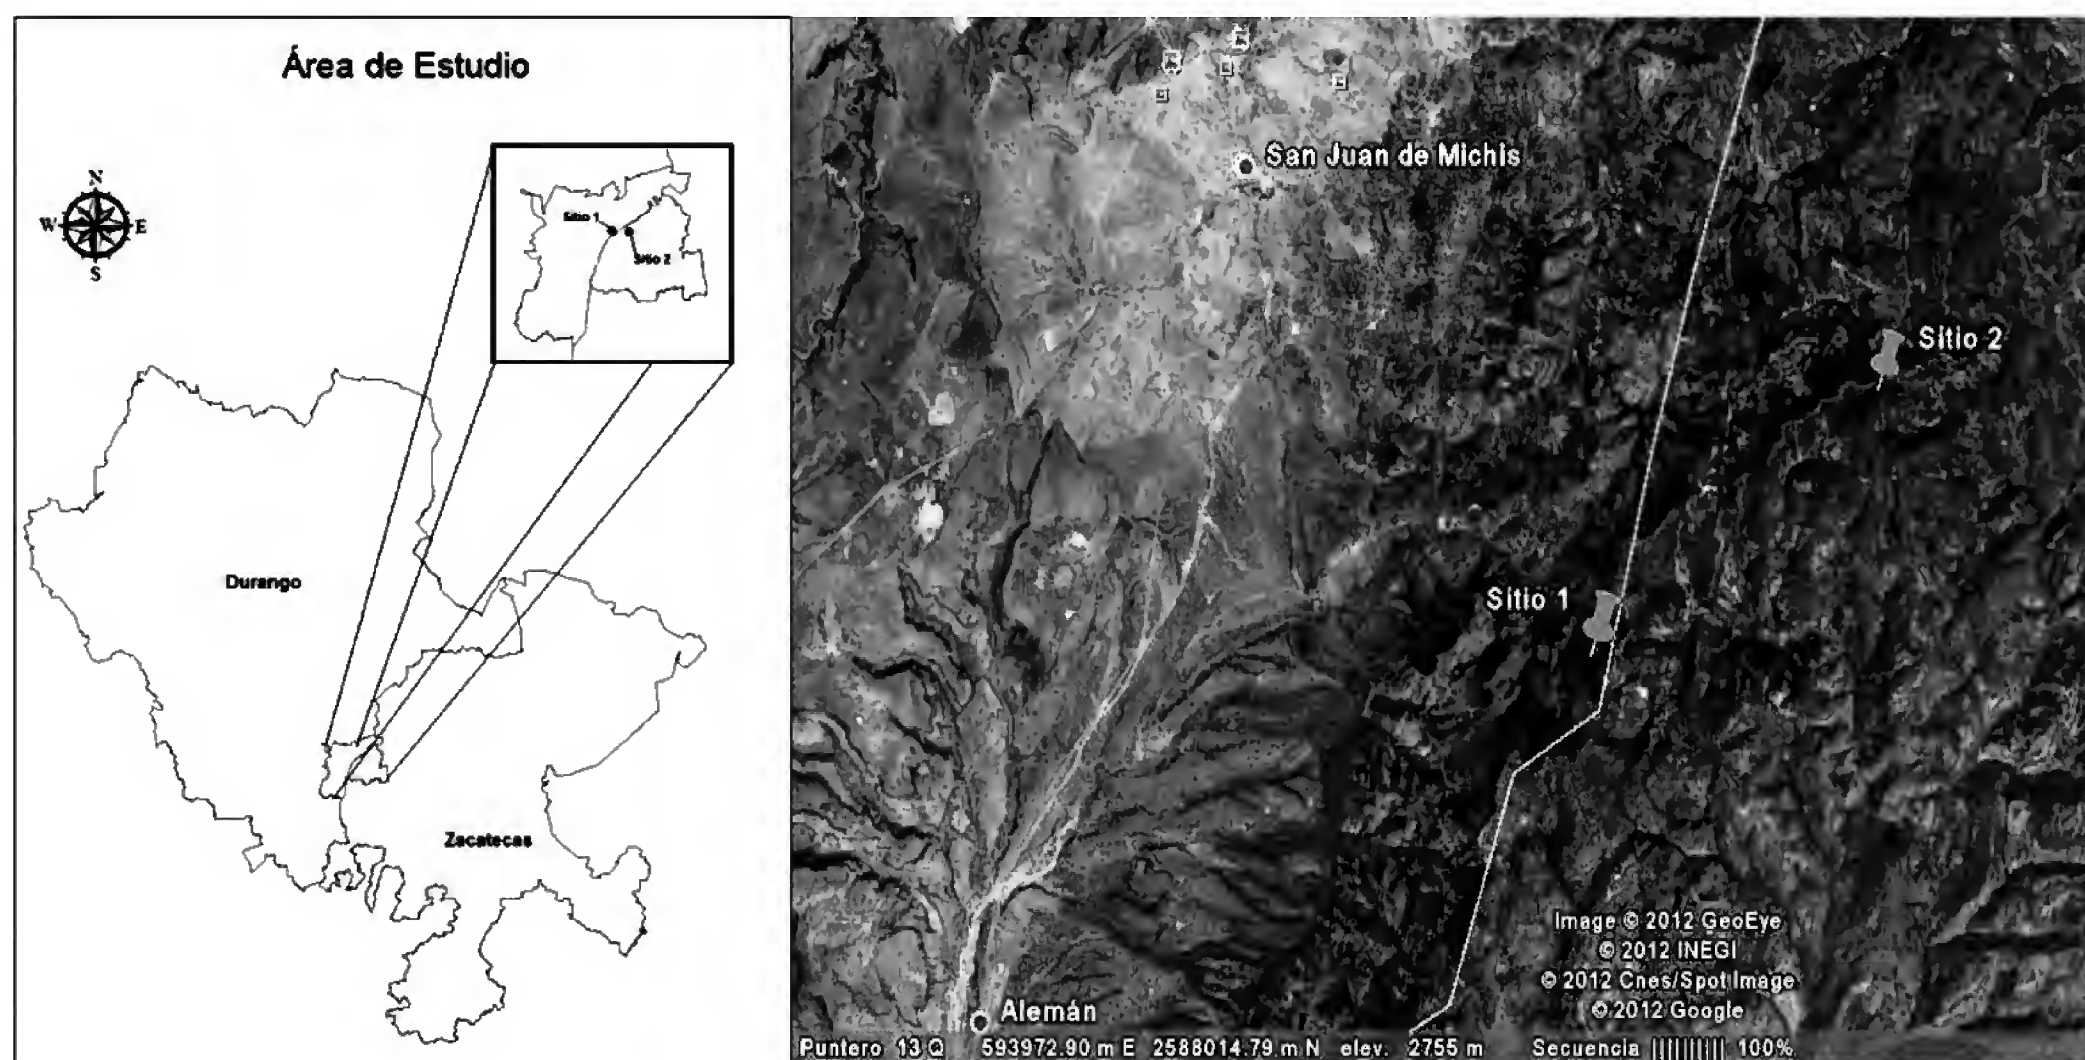 Área de Estudio
N
W E
S
Sitio 1
Sitio 2
Durango
Zacatecas
San Juan de Michis
Sitio 2
Sitio 1
Alemán
Image © 2012 GeoEye
© 2012 INEGI
© 2012 Cnes/Spot Image
© 2012 Google
Puntero 13 Q 593972.90 m E 2588014.79 m N elev. 2755 m Secuencia ||||||||| 100%